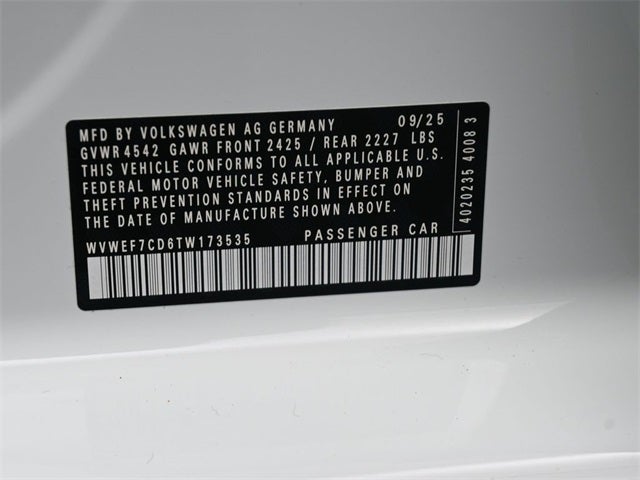 MFD BY VOLKSWAGEN AG GERMANY 09/25
GVWR 4542 GAWR FRONT 2425 / REAR 2227 LBS
THIS VEHICLE CONFORMS TO ALL APPLICABLE U.S.
FEDERAL MOTOR VEHICLE SAFETY, BUMPER AND
THEFT PREVENTION STANDARDS IN EFFECT ON
THE DATE OF MANUFACTURE SHOWN ABOVE.
WVWEF7CD6TW173535 PASSENGER CAR
4020235 4008 3